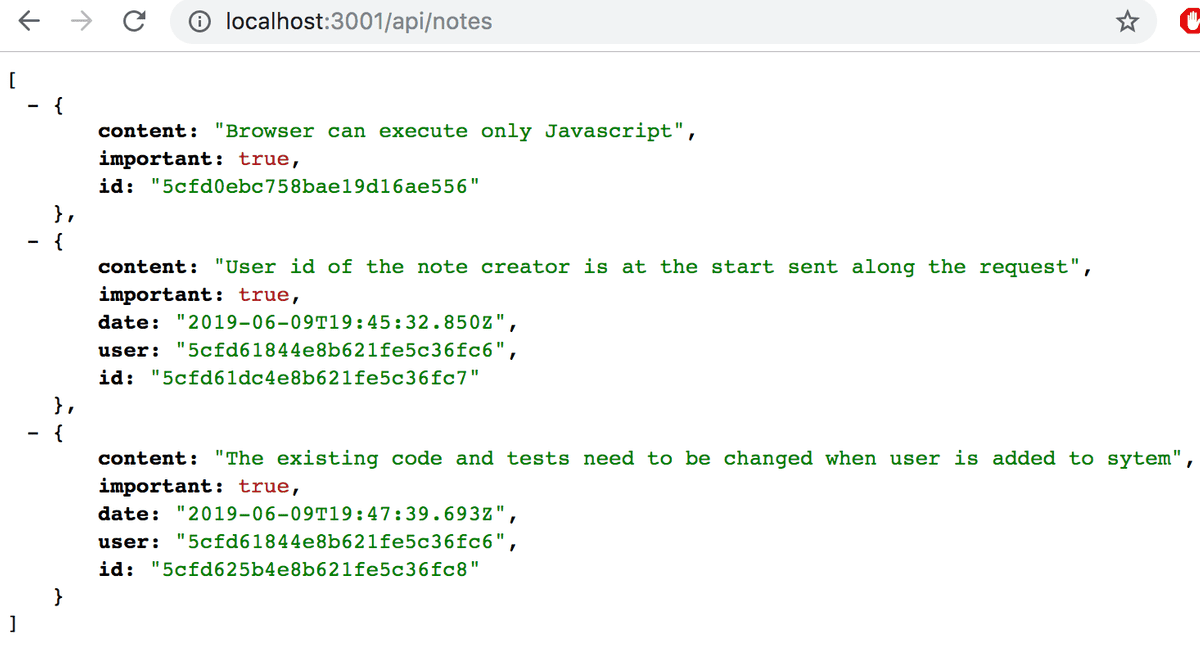 localhost:3001/api/notes
[
- {
content: "Browser can execute only Javascript",
important: true,
id: "5cfd0ebc758bae19d16ae556"
},
- {
content: "User id of the note creator is at the start sent along the request",
important: true,
date: "2019-06-09T19:45:32.850Z",
user: "5cfd61844e8b621fe5c36fc6",
id: "5cfd61dc4e8b621fe5c36fc7"
},
- {
content: "The existing code and tests need to be changed when user is added to sytem",
important: true,
date: "2019-06-09T19:47:39.693Z",
user: "5cfd61844e8b621fe5c36fc6",
id: "5cfd625b4e8b621fe5c36fc8"
}
]